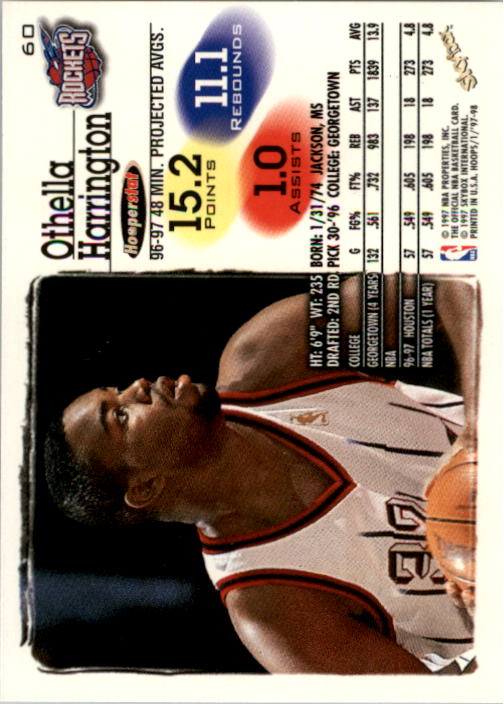 60
ROCKETS
Othella
Harrington
Hooperstat
96-97 48 MIN. PROJECTED AVGS.
15.2
POINTS
11.1
REBOUNDS
1.0
ASSISTS
HT: 6'9" WT: 235 BORN: 1/31/74 JACKSON, MS
DRAFTED: 2ND RD, PICK 30-'96 COLLEGE: GEORGETOWN
COLLEGE G FG% FT% REB AST PTS AVG
GEORGETOWN (4 YEARS) 132 .561 .732 983 137 1839 13.9
NBA
96-97 HOUSTON 57 .549 .605 198 18 273 4.8
NBA TOTALS (1 YEAR) 57 .549 .605 198 18 273 4.8
NBA
© 1997 NBA PROPERTIES, INC.
THE OFFICIAL NBA BASKETBALL CARD.
© 1997 SKYBOX INTERNATIONAL.
PRINTED IN U.S.A. HOOPS/1/'97-98
SKYBOX
32